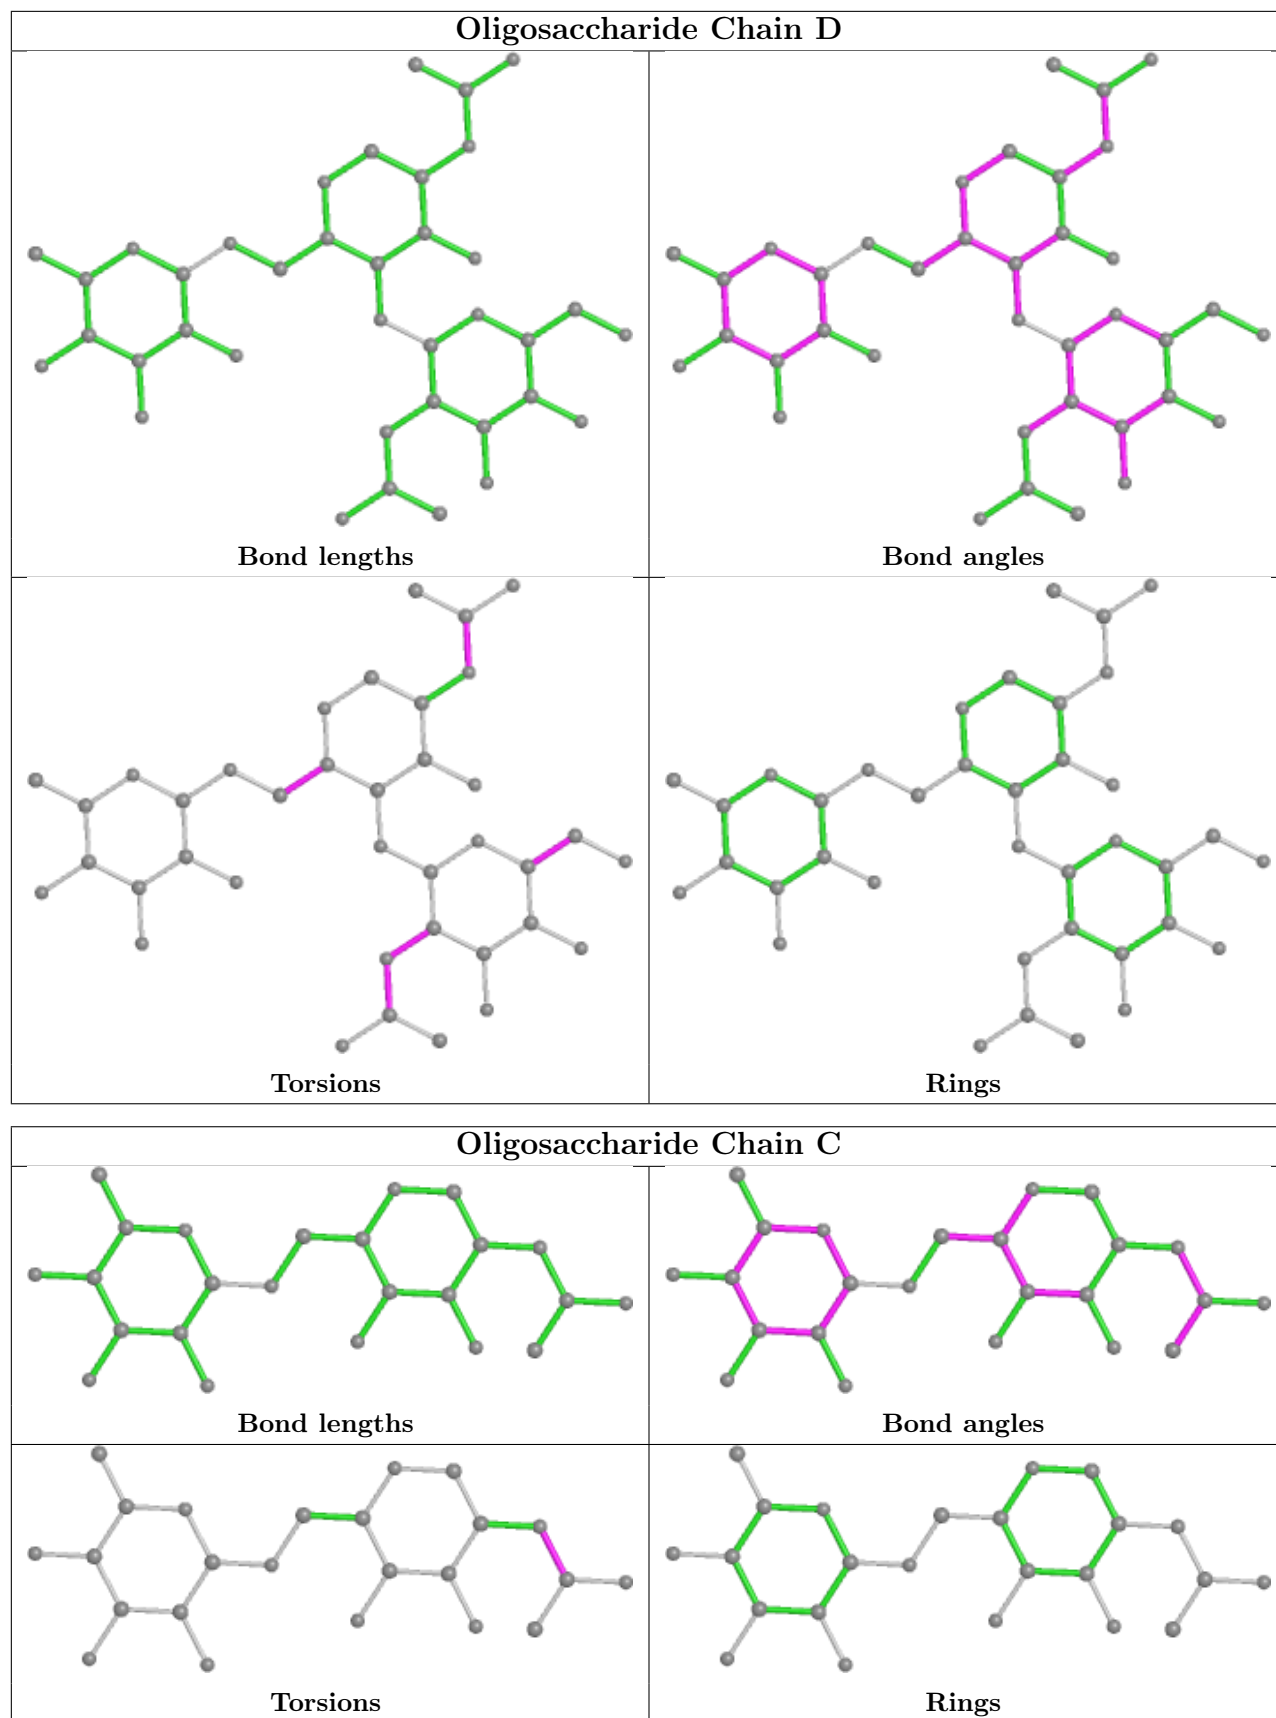 Oligosaccharide Chain D
Bond lengths
Bond angles
Torsions
Rings
Oligosaccharide Chain C
Bond lengths
Bond angles
Torsions
Rings